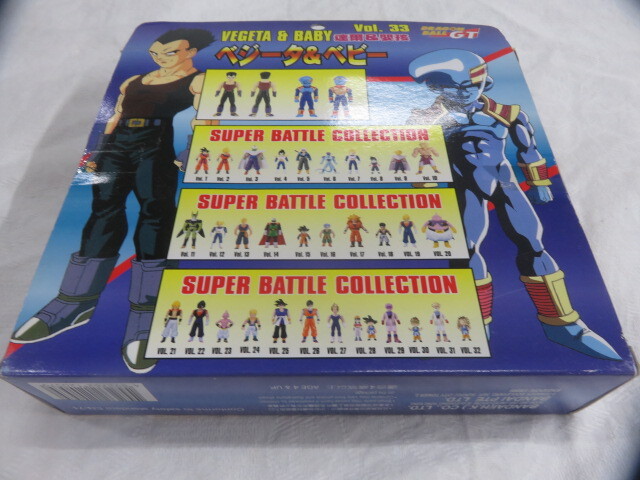 VEGETA & BABY
Vol. 33
DRAGON BALL GT
ベジータ&ベビー
SUPER BATTLE COLLECTION
Vol. 1 Vol. 2 Vol. 3 Vol. 4 Vol. 5 Vol. 6 Vol. 7 Vol. 8 Vol. 9 Vol. 10
SUPER BATTLE COLLECTION
Vol. 11 Vol. 12 Vol. 13 Vol. 14 Vol. 15 Vol. 16 Vol. 17 Vol. 18 Vol. 19 VOL. 20
SUPER BATTLE COLLECTION
VOL. 21 VOL. 22 VOL. 23 VOL. 24 VOL. 25 VOL. 26 VOL. 27 VOL. 28 VOL. 29 VOL. 30 VOL. 31 VOL. 32